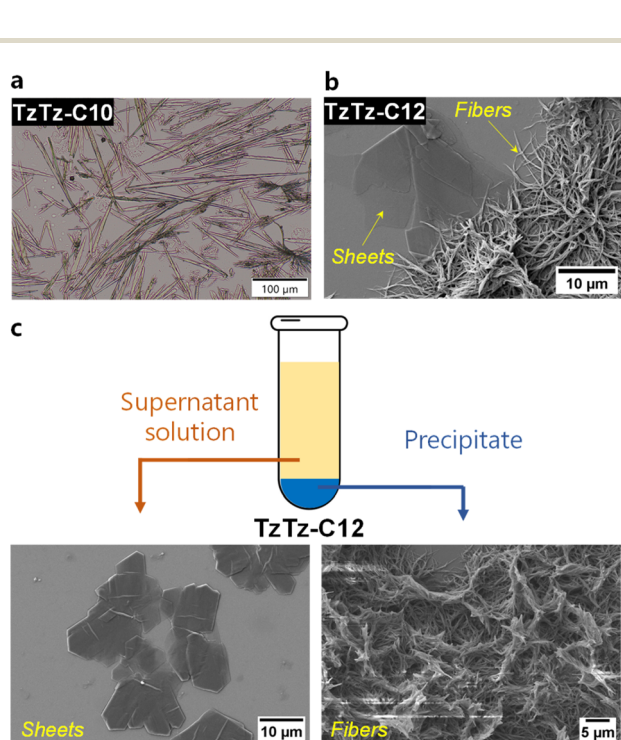 a
TzTz-C10
100 µm
b
TzTz-C12
Fibers
Sheets
10 µm
c
Supernatant
solution
Precipitate
TzTz-C12
Sheets
10 µm
Fibers
5 µm